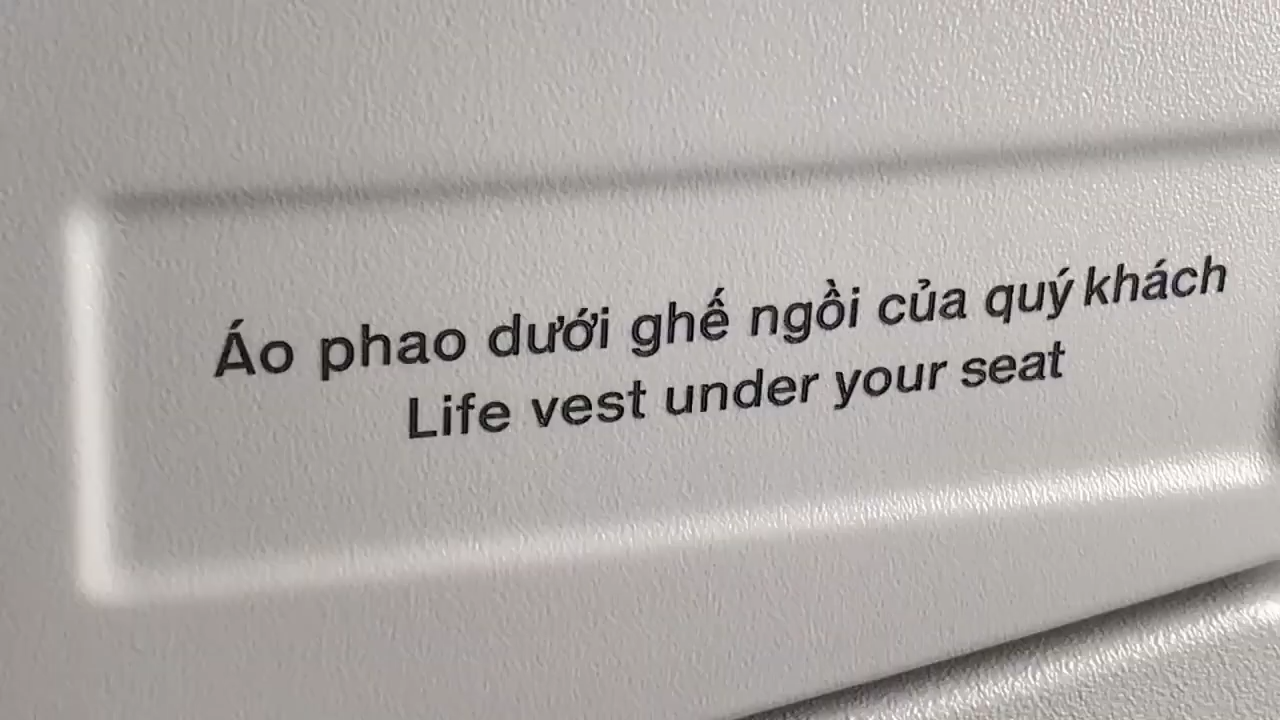 Áo phao dưới ghế ngồi của quý khách
Life vest under your seat